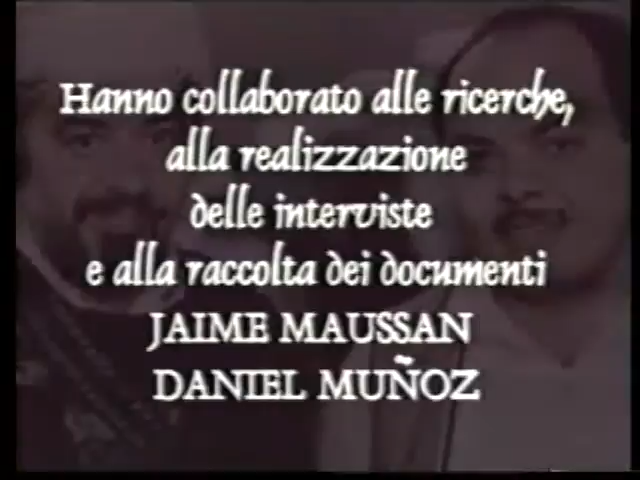 Hanno collaborato alle ricerche,
alla realizzazione
delle interviste
e alla raccolta dei documenti
JAIME MAUSSAN
DANIEL MUÑOZ